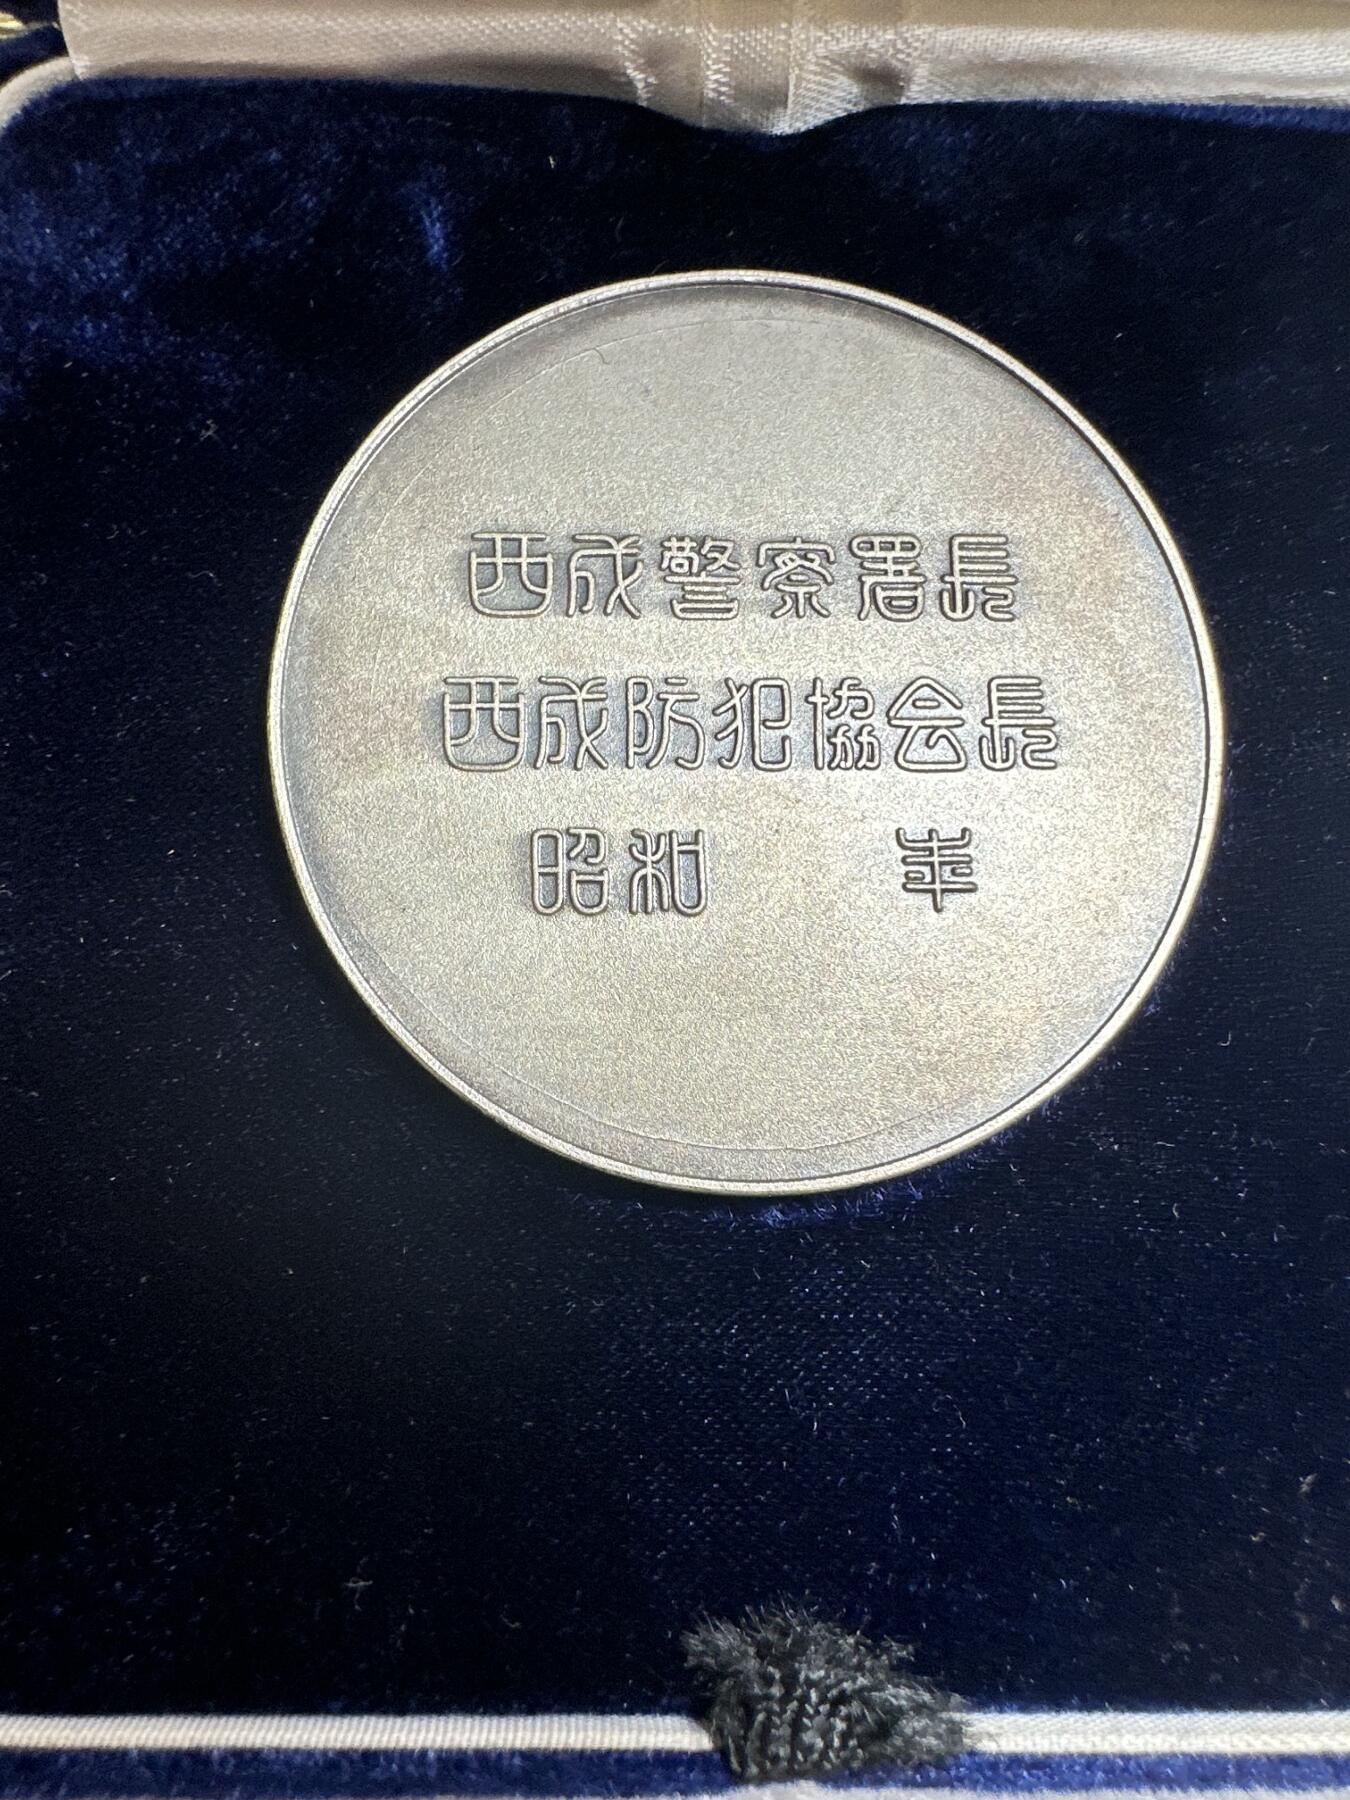 西成警察署長
西成防犯協会長
昭和　　年